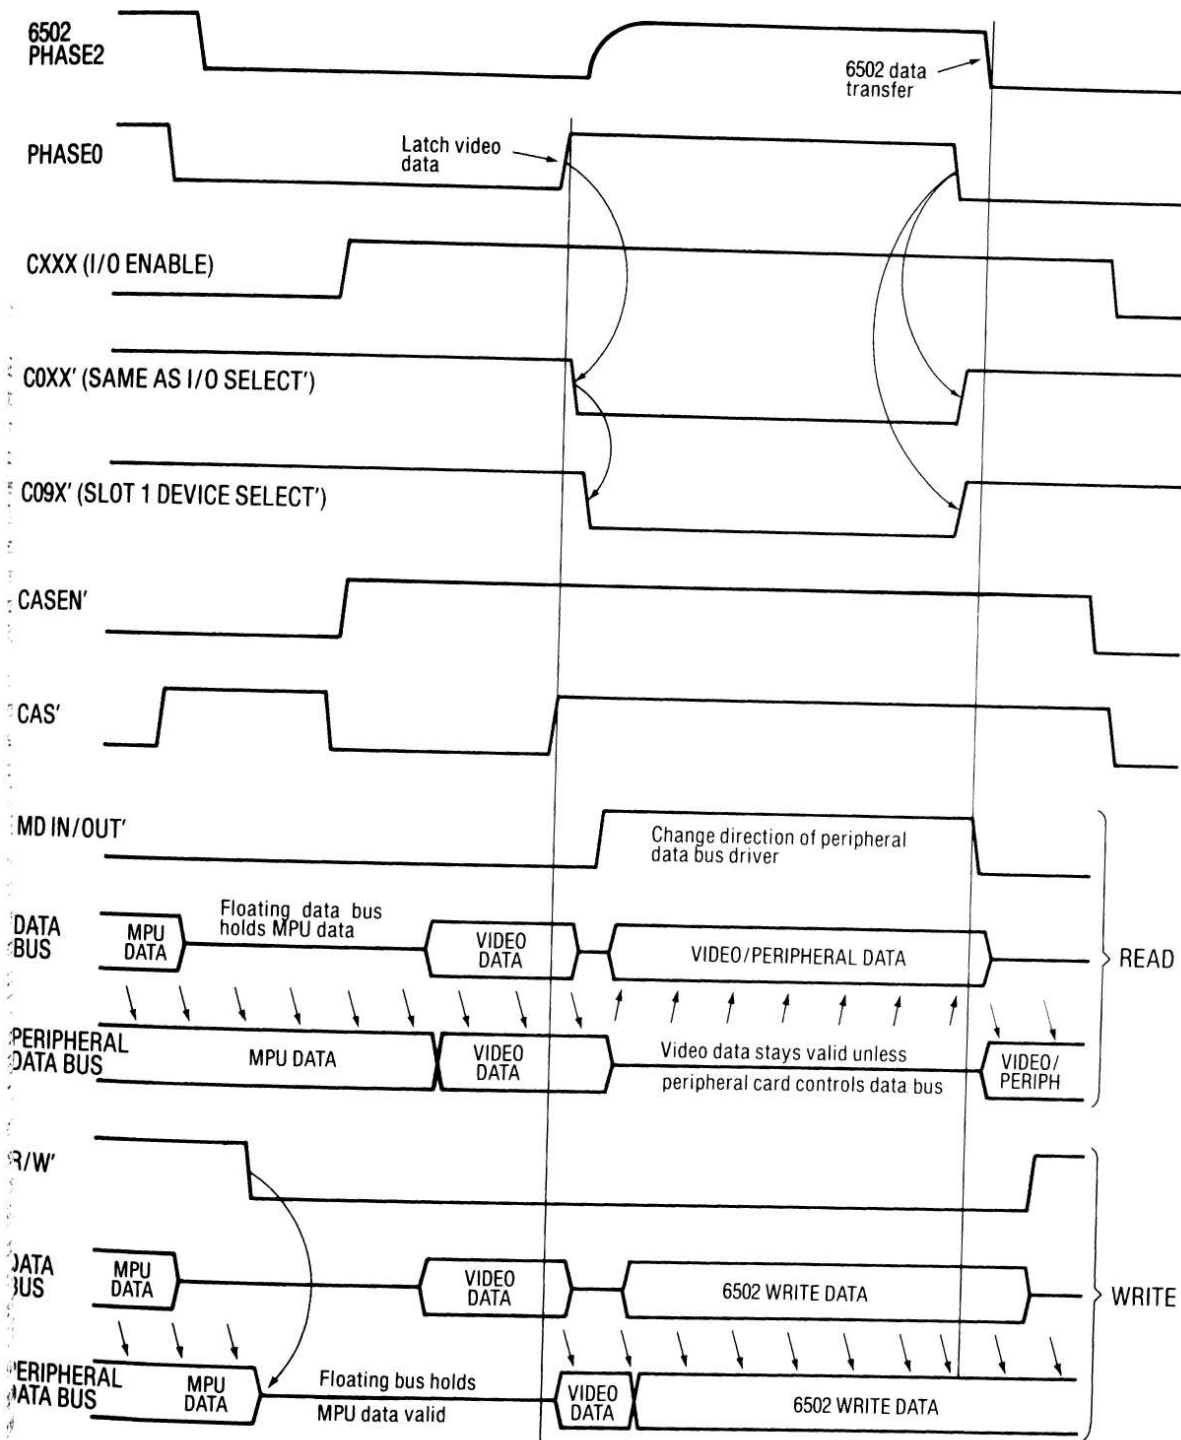 6502
PHASE2
6502 data
transfer
PHASE0
Latch video
data
CXXX (I/O ENABLE)
C0XX' (SAME AS I/O SELECT')
C09X' (SLOT 1 DEVICE SELECT')
CASEN'
CAS'
MD IN/OUT'
Change direction of peripheral
data bus driver
DATA
BUS
MPU
DATA
Floating data bus
holds MPU data
VIDEO
DATA
VIDEO/PERIPHERAL DATA
READ
PERIPHERAL
DATA BUS
MPU DATA
VIDEO
DATA
Video data stays valid unless
peripheral card controls data bus
VIDEO/
PERIPH
R/W'
DATA
BUS
MPU
DATA
VIDEO
DATA
6502 WRITE DATA
WRITE
PERIPHERAL
DATA BUS
MPU
DATA
Floating bus holds
MPU data valid
VIDEO
DATA
6502 WRITE DATA